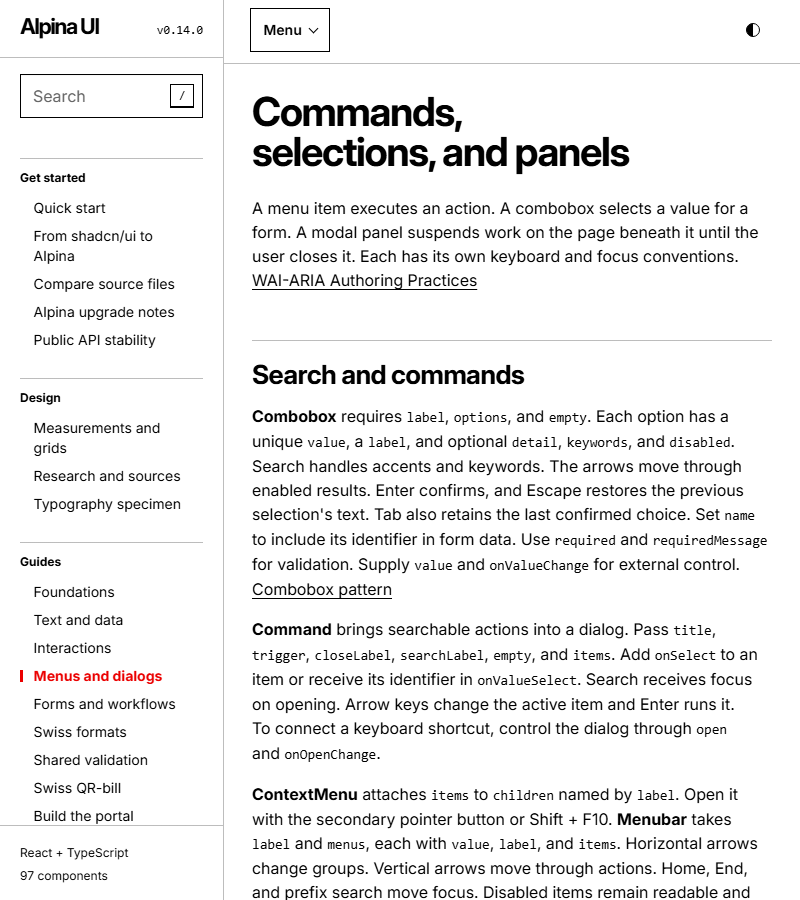 Alpina UI
v0.14.0
Search
/
Get started
Quick start
From shadcn/ui to
Alpina
Compare source files
Alpina upgrade notes
Public API stability
Design
Measurements and
grids
Research and sources
Typography specimen
Guides
Foundations
Text and data
Interactions
Menus and dialogs
Forms and workflows
Swiss formats
Shared validation
Swiss QR-bill
Build the portal
React + TypeScript
97 components
Menu
Commands,
selections, and panels
A menu item executes an action. A combobox selects a value for a
form. A modal panel suspends work on the page beneath it until the
user closes it. Each has its own keyboard and focus conventions.
WAI-ARIA Authoring Practices
Search and commands
Combobox requires label, options, and empty. Each option has a
unique value, a label, and optional detail, keywords, and disabled.
Search handles accents and keywords. The arrows move through
enabled results. Enter confirms, and Escape restores the previous
selection's text. Tab also retains the last confirmed choice. Set name
to include its identifier in form data. Use required and requiredMessage
for validation. Supply value and onValueChange for external control.
Combobox pattern
Command brings searchable actions into a dialog. Pass title,
trigger, closeLabel, searchLabel, empty, and items. Add onSelect to an
item or receive its identifier in onValueSelect. Search receives focus
on opening. Arrow keys change the active item and Enter runs it.
To connect a keyboard shortcut, control the dialog through open
and onOpenChange.
ContextMenu attaches items to children named by label. Open it
with the secondary pointer button or Shift + F10. Menubar takes
label and menus, each with value, label, and items. Horizontal arrows
change groups. Vertical arrows move through actions. Home, End,
and prefix search move focus. Disabled items remain readable and